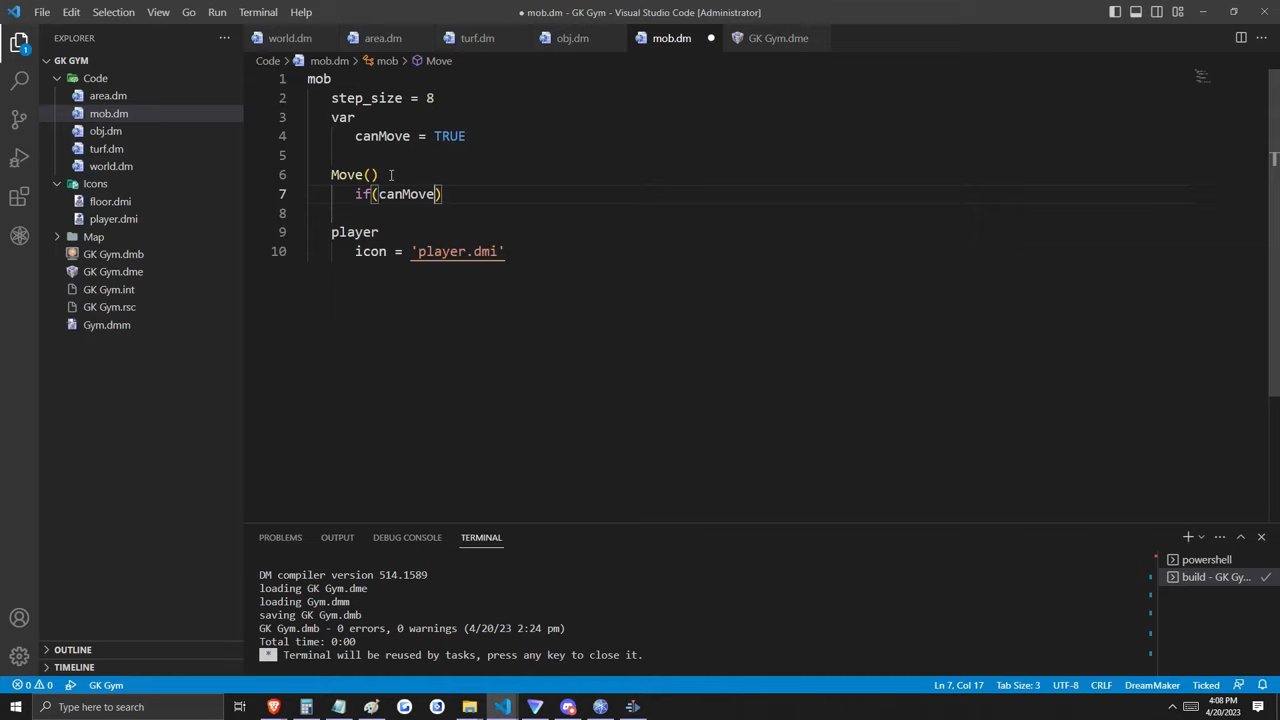 File Edit Selection View Go Run Terminal Help
● mob.dm - GK Gym - Visual Studio Code [Administrator]
EXPLORER
world.dm area.dm turf.dm obj.dm mob.dm GK Gym.dme
GK GYM
Code > mob.dm > mob > Move
Code
area.dm
mob.dm
obj.dm
turf.dm
world.dm
Icons
floor.dmi
player.dmi
Map
GK Gym.dmb
GK Gym.dme
GK Gym.int
GK Gym.rsc
Gym.dmm
OUTLINE
TIMELINE
1 mob
2 step_size = 8
3 var
4 canMove = TRUE
5
6 Move()
7 if(canMove)
8
9 player
10 icon = 'player.dmi'
PROBLEMS OUTPUT DEBUG CONSOLE TERMINAL
powershell
build - GK Gy...
DM compiler version 514.1589
loading GK Gym.dme
loading Gym.dmm
saving GK Gym.dmb
GK Gym.dmb - 0 errors, 0 warnings (4/20/23 2:24 pm)
Total time: 0:00
* Terminal will be reused by tasks, press any key to close it.
0 0 GK Gym Ln 7, Col 17 Tab Size: 3 UTF-8 CRLF DreamMaker Ticked
Type here to search
4:08 PM
4/20/2023